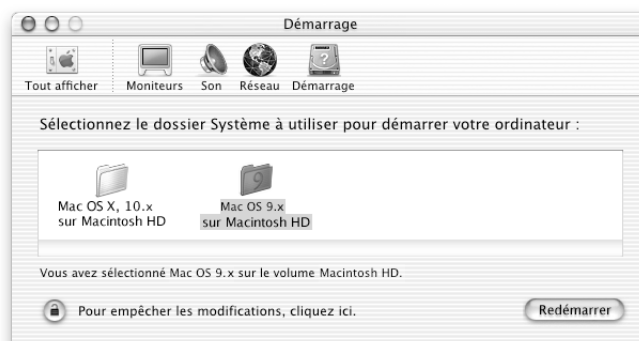 Démarrage
Tout afficher Moniteurs Son Réseau Démarrage
Sélectionnez le dossier Système à utiliser pour démarrer votre ordinateur :
Mac OS X, 10.x
sur Macintosh HD
9
Mac OS 9.x
sur Macintosh HD
Vous avez sélectionné Mac OS 9.x sur le volume Macintosh HD.
Pour empêcher les modifications, cliquez ici.
Redémarrer